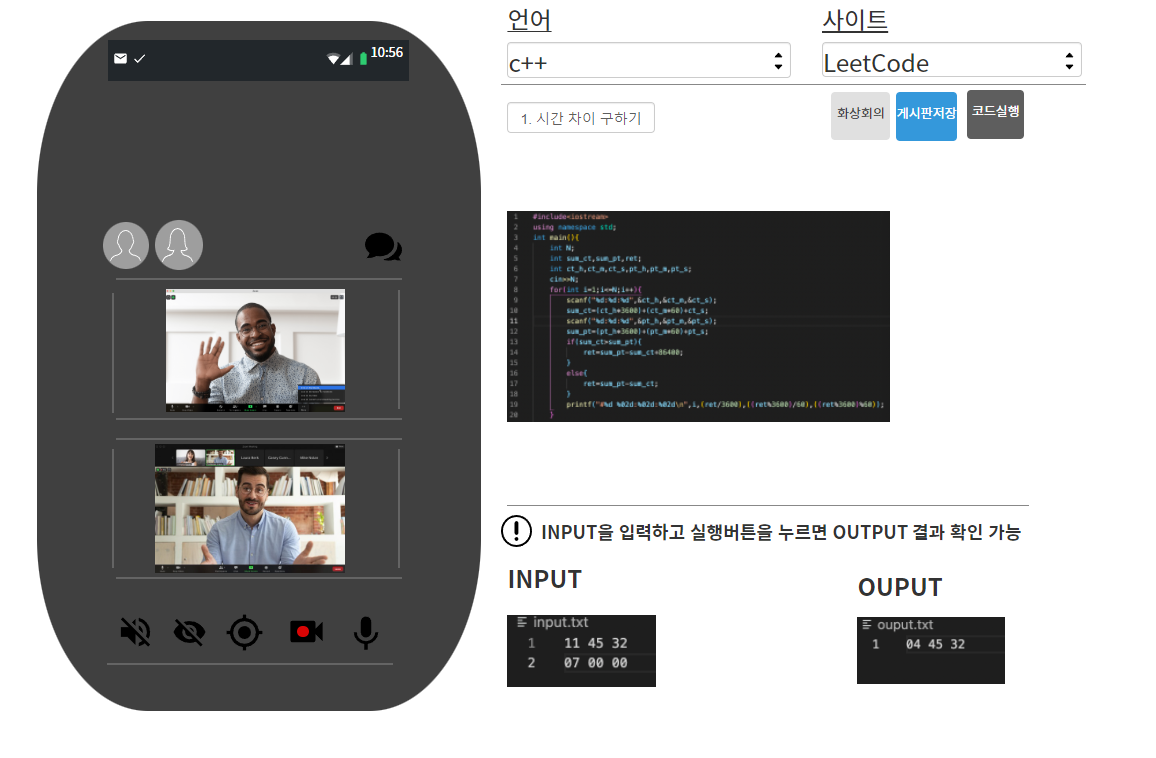 언어
사이트
c++
LeetCode
1. 시간 차이 구하기
화상회의
게시판저장
코드실행
10:56
1 #include<iostream>
2 using namespace std;
3 int main(){
4 int N;
5 int sum_ct,sum_pt,ret;
6 int ct_h,ct_m,ct_s,pt_h,pt_m,pt_s;
7 cin>>N;
8 for(int i=1;i<=N;i++){
9 scanf("%d:%d:%d",&ct_h,&ct_m,&ct_s);
10 sum_ct=(ct_h*3600)+(ct_m*60)+ct_s;
11 scanf("%d:%d:%d",&pt_h,&pt_m,&pt_s);
12 sum_pt=(pt_h*3600)+(pt_m*60)+pt_s;
13 if(sum_ct>sum_pt){
14 ret=sum_pt-sum_ct+86400;
15 }
16 else{
17 ret=sum_pt-sum_ct;
18 }
19 printf("#%d %02d:%02d:%02d\n",i,(ret/3600),((ret%3600)/60),((ret%3600)%60));
20 }
INPUT을 입력하고 실행버튼을 누르면 OUTPUT 결과 확인 가능
INPUT
OUPUT
input.txt
1 11 45 32
2 07 00 00
ouput.txt
1 04 45 32